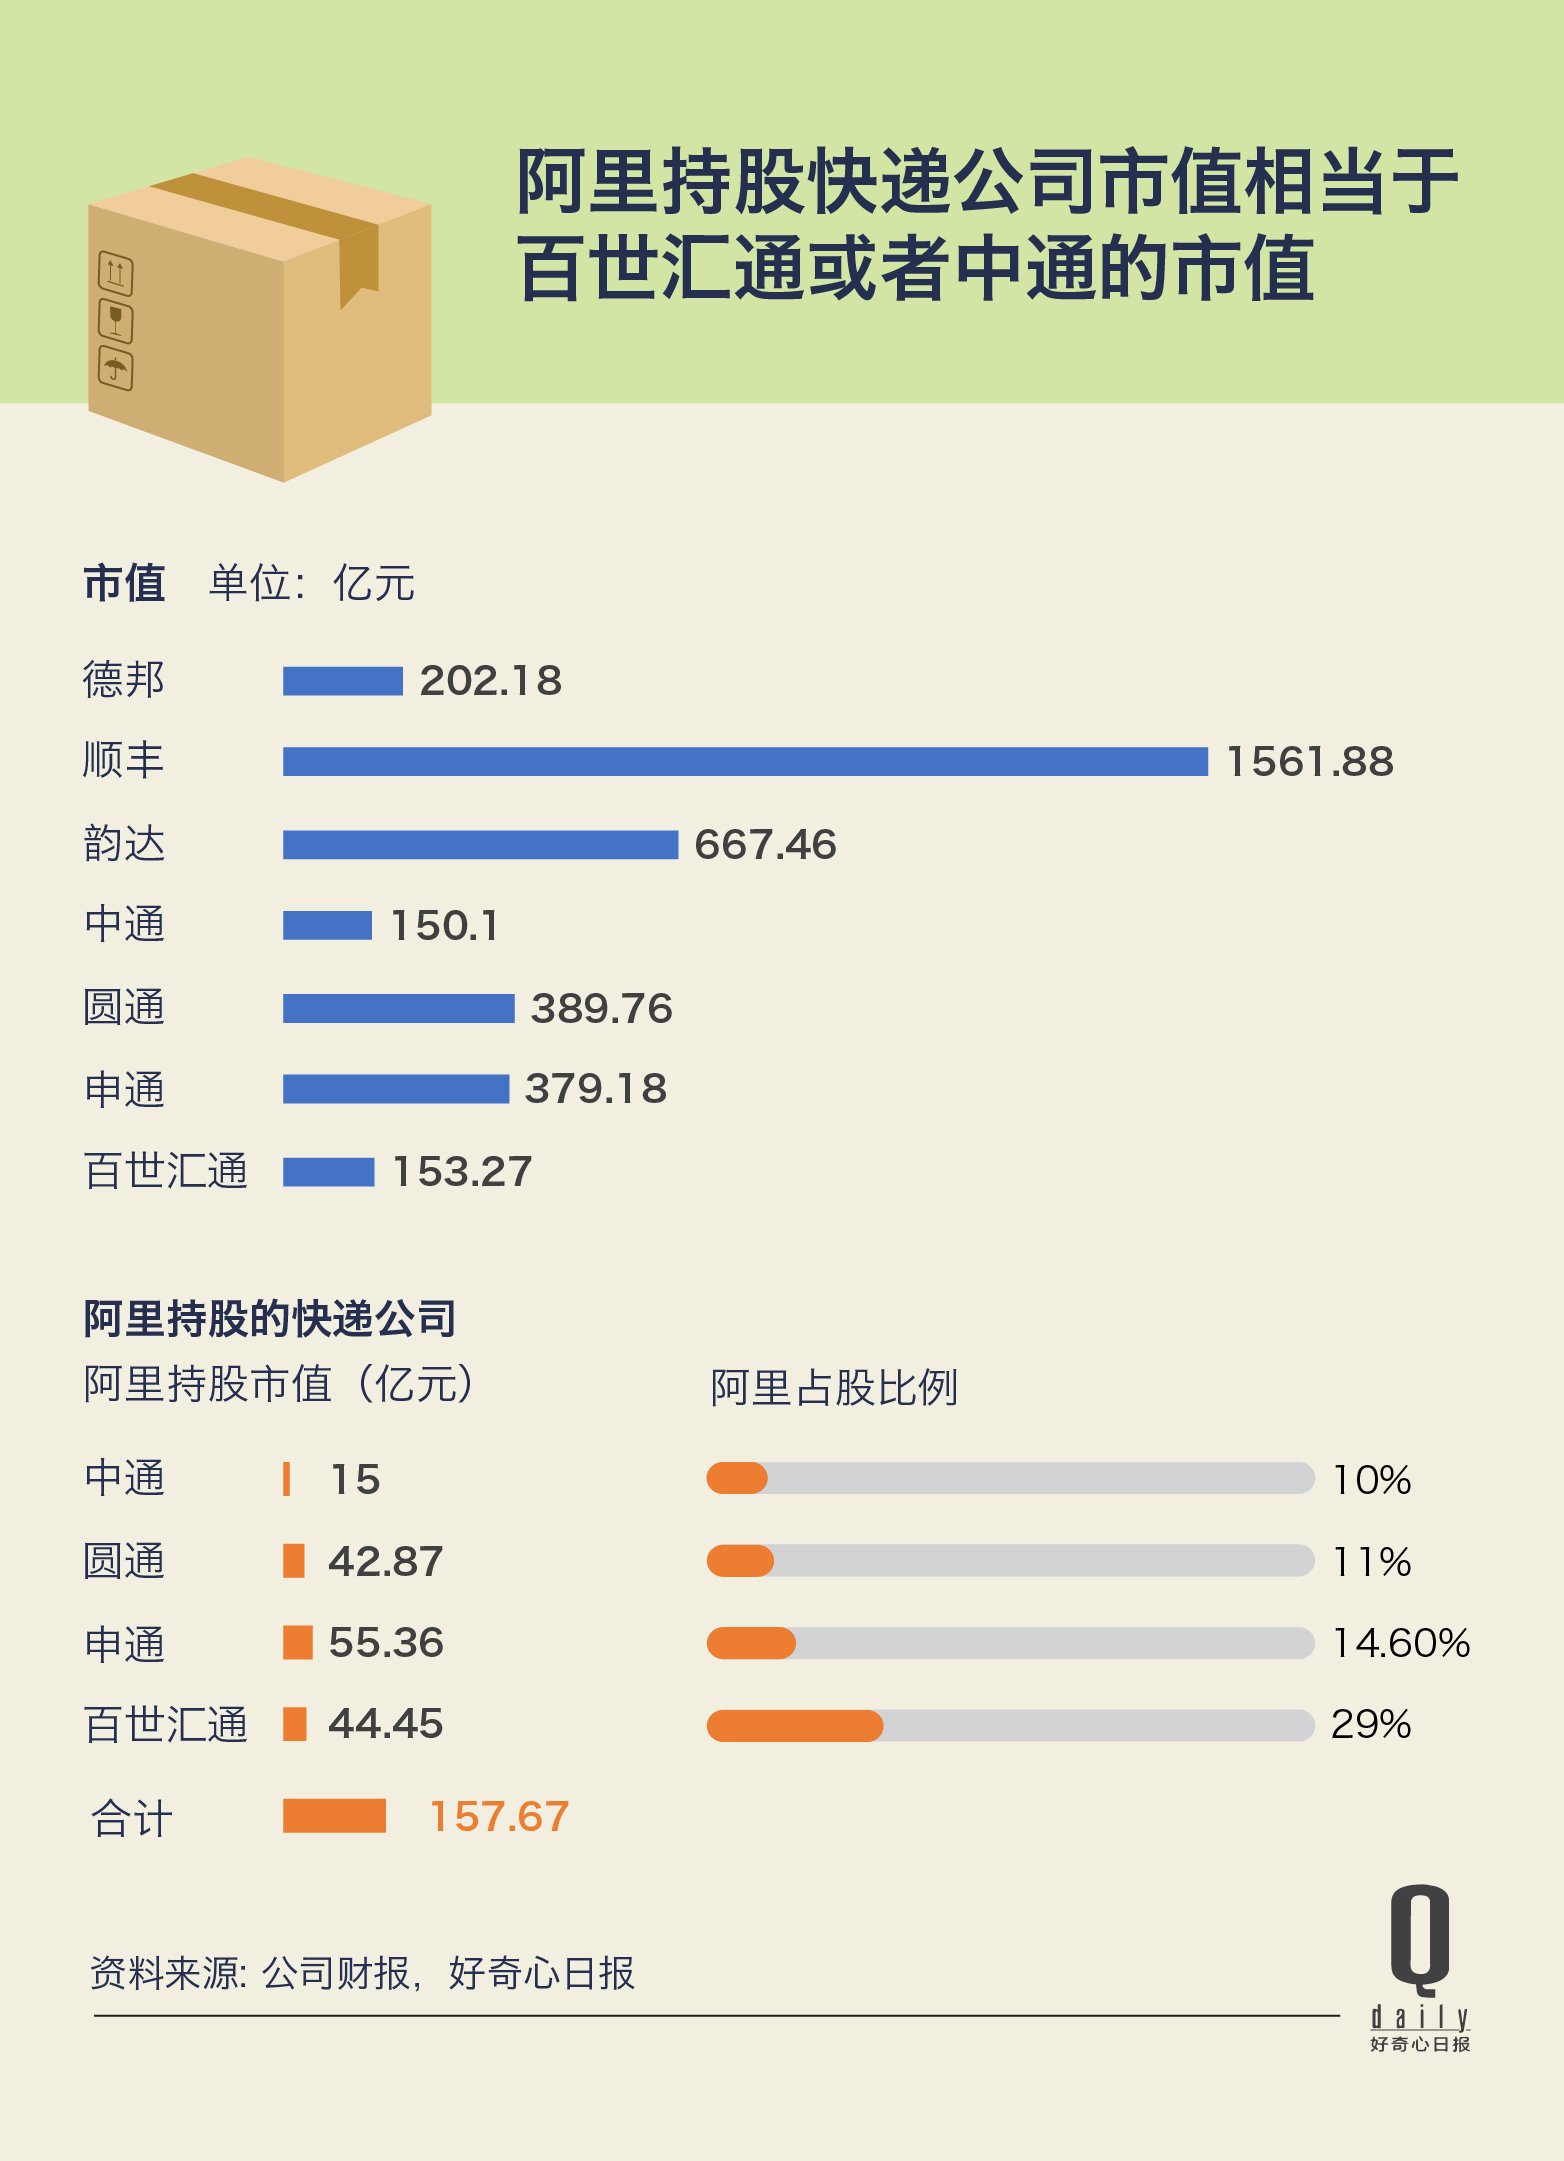 阿里持股快递公司市值相当于
百世汇通或者中通的市值
市值 单位：亿元
德邦 202.18
顺丰 1561.88
韵达 667.46
中通 150.1
圆通 389.76
申通 379.18
百世汇通 153.27
阿里持股的快递公司
阿里持股市值（亿元） 阿里占股比例
中通 15 10%
圆通 42.87 11%
申通 55.36 14.60%
百世汇通 44.45 29%
合计 157.67
资料来源: 公司财报，好奇心日报
Q
daily
好奇心日报